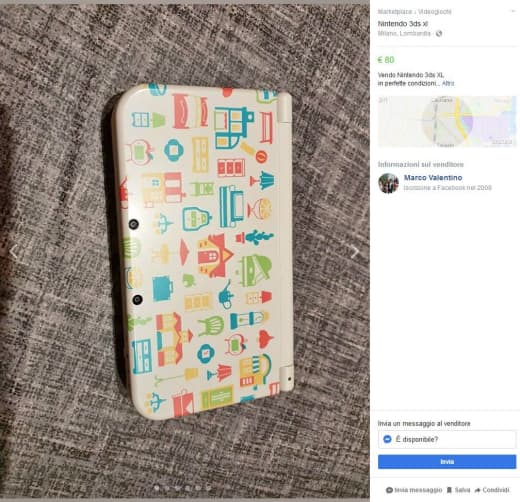 Marketplace › Videogiochi
Nintendo 3ds xl
Milano, Lombardia ·
€ 80
Vendo Nintendo 3ds XL
in perfette condizioni... Altro
Informazioni sul venditore
Marco Valentino
Iscrizione a Facebook nel 2008
Invia un messaggio al venditore
È disponibile?
Invia
Invia messaggio Salva Condividi